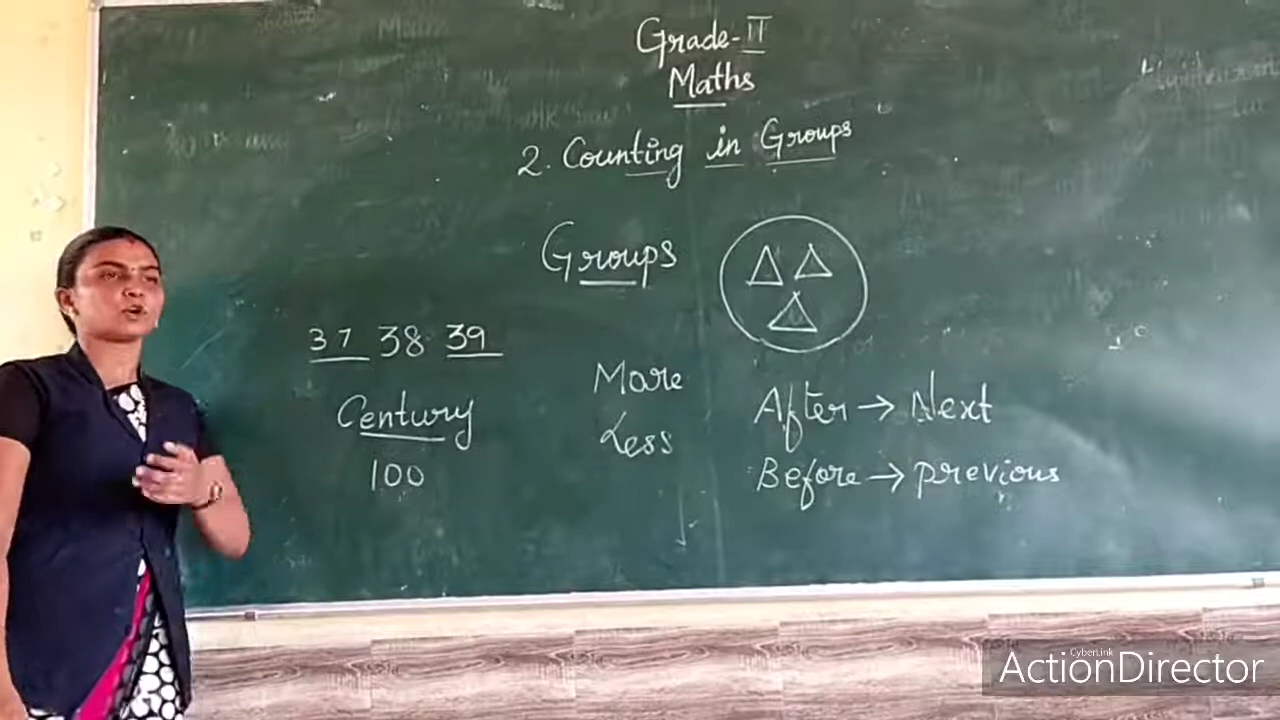 Grade-II
Maths
2. Counting in Groups
Groups
37 38 39
Century
100
More
Less
After → Next
Before → previous
CyberLink
ActionDirector